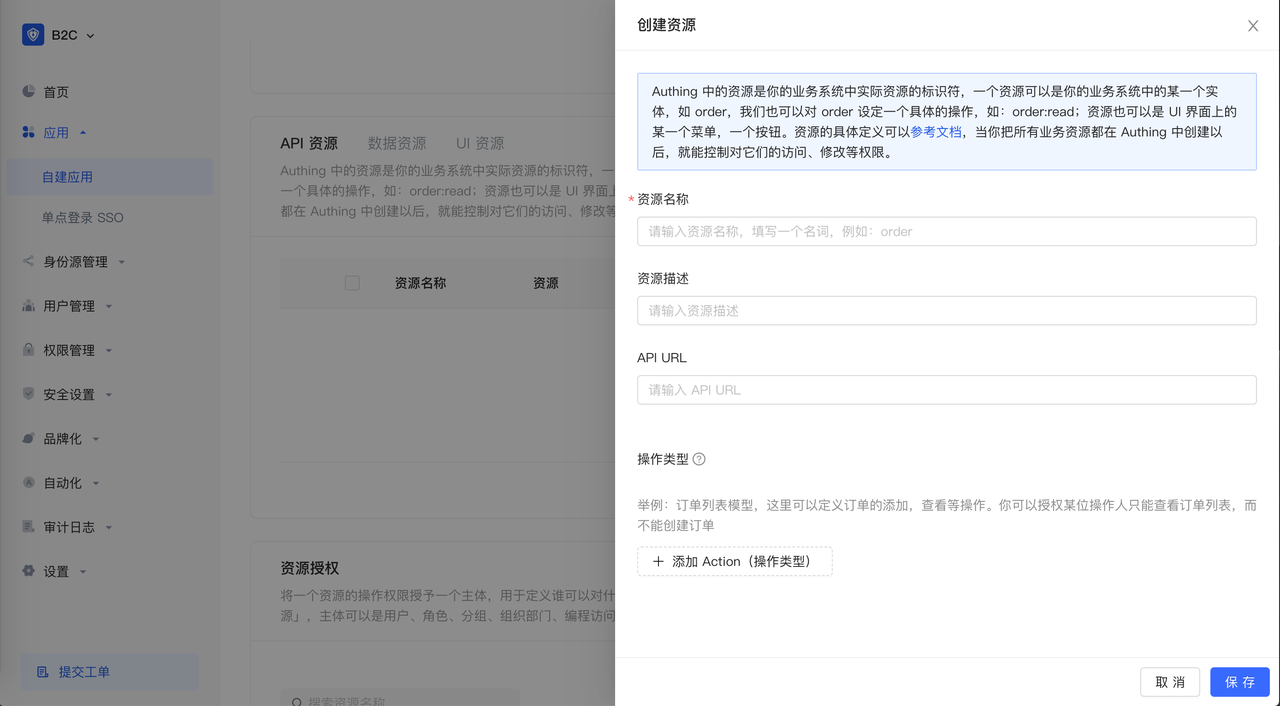 B2C
首页
应用
自建应用
单点登录 SSO
身份源管理
用户管理
权限管理
安全设置
品牌化
自动化
审计日志
设置
提交工单
API 资源 数据资源 UI 资源
Authing 中的资源是你的业务系统中实际资源的标识符，一
一个具体的操作，如：order:read；资源也可以是 UI 界面上
都在 Authing 中创建以后，就能控制对它们的访问、修改等
资源名称 资源
资源授权
将一个资源的操作权限授予一个主体，用于定义谁可以对什
源」，主体可以是用户、角色、分组、组织部门、编程访问
搜索资源名称
创建资源
Authing 中的资源是你的业务系统中实际资源的标识符，一个资源可以是你的业务系统中的某一个实
体，如 order，我们也可以对 order 设定一个具体的操作，如：order:read；资源也可以是 UI 界面上的
某一个菜单，一个按钮。资源的具体定义可以参考文档，当你把所有业务资源都在 Authing 中创建以
后，就能控制对它们的访问、修改等权限。
* 资源名称
请输入资源名称，填写一个名词，例如：order
资源描述
请输入资源描述
API URL
请输入 API URL
操作类型
举例：订单列表模型，这里可以定义订单的添加，查看等操作。你可以授权某位操作人只能查看订单列表，而
不能创建订单
+ 添加 Action（操作类型）
取 消 保 存